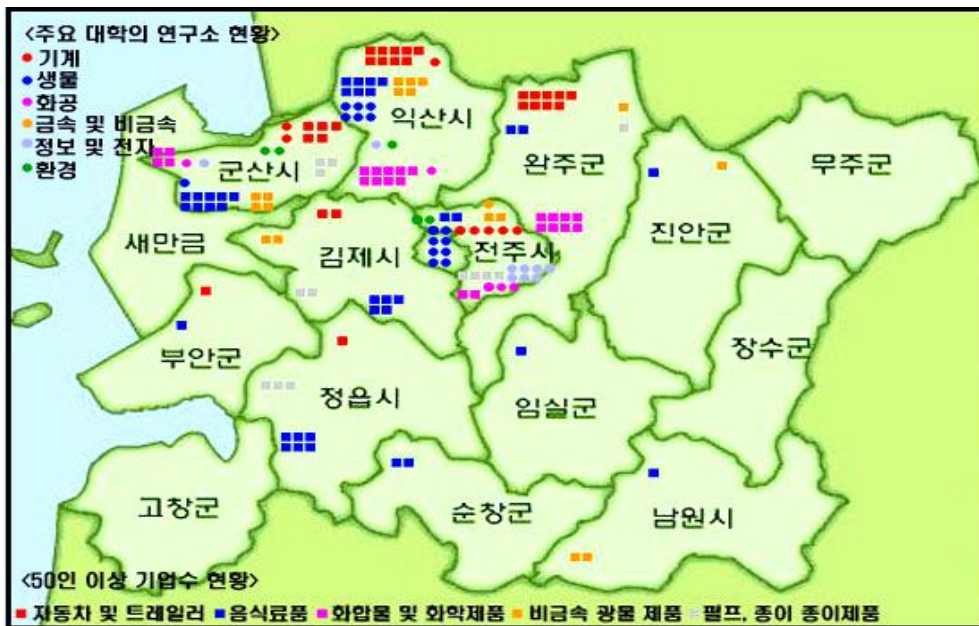 <주요 대학의 연구소 현황>
기계
생물
화공
금속 및 비금속
정보 및 전자
환경
익산시
군산시
완주군
무주군
새만금
김제시
전주시
진안군
부안군
장수군
정읍시
임실군
고창군
순창군
남원시
<50인 이상 기업수 현황>
자동차 및 트레일러 음식료품 화합물 및 화학제품 비금속 광물 제품 펄프, 종이 종이제품